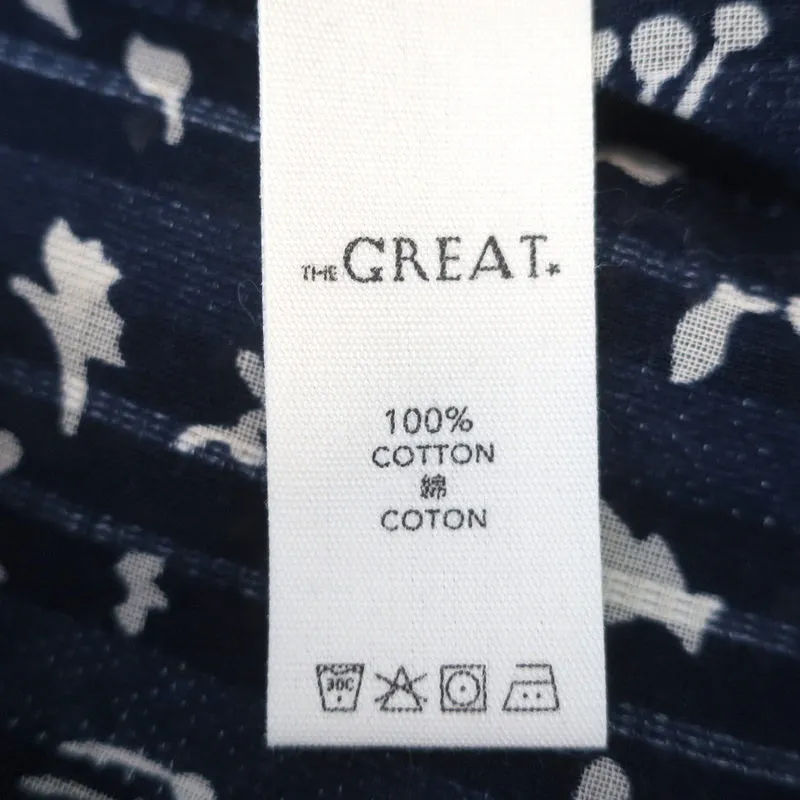 THE GREAT.
100%
COTTON
綿
COTON
30C